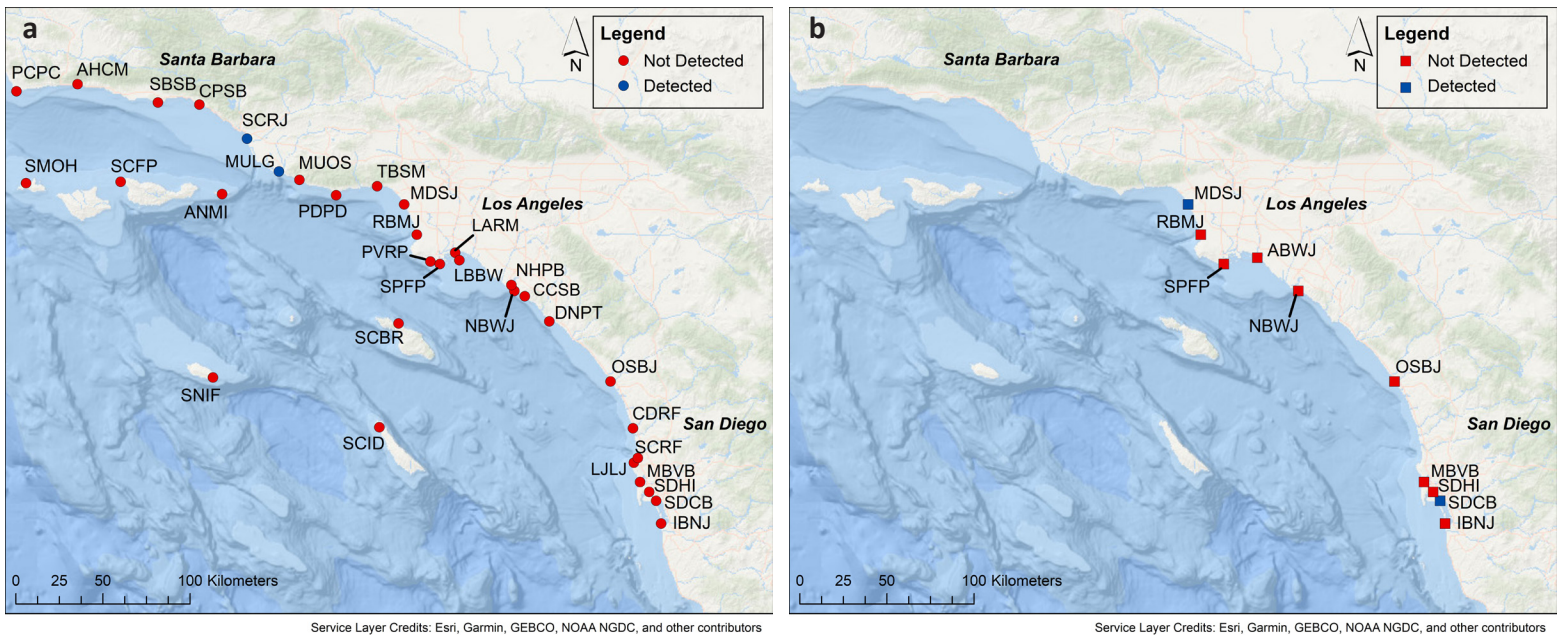 a
Legend
Not Detected
Detected
N
Santa Barbara
PCPC
AHCM
SBSB
CPSB
SCRJ
SMOH
SCFP
MULG
MUOS
TBSM
ANMI
PDPD
MDSJ
Los Angeles
RBMJ
LARM
PVRP
SPFP
LBBW
NHPB
CCSB
NBWJ
DNPT
SCBR
SNIF
OSBJ
CDRF
San Diego
SCID
SCRF
LJLJ
MBVB
SDHI
SDCB
IBNJ
0 25 50 100 Kilometers
Service Layer Credits: Esri, Garmin, GEBCO, NOAA NGDC, and other contributors
b
Legend
Not Detected
Detected
N
Santa Barbara
MDSJ
Los Angeles
RBMJ
ABWJ
SPFP
NBWJ
OSBJ
San Diego
MBVB
SDHI
SDCB
IBNJ
0 25 50 100 Kilometers
Service Layer Credits: Esri, Garmin, GEBCO, NOAA NGDC, and other contributors